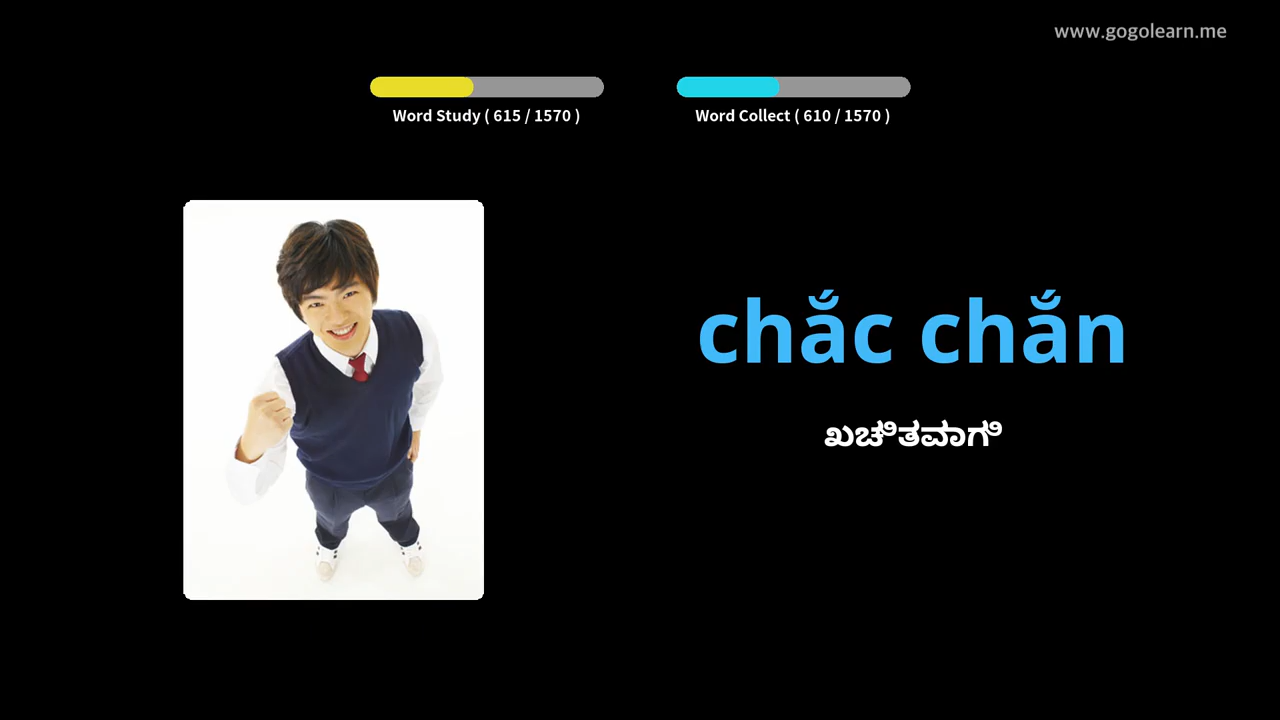 www.gogolearn.me
Word Study ( 615 / 1570 )
Word Collect ( 610 / 1570 )
chắc chắn
ಖಚಿತವಾಗಿ